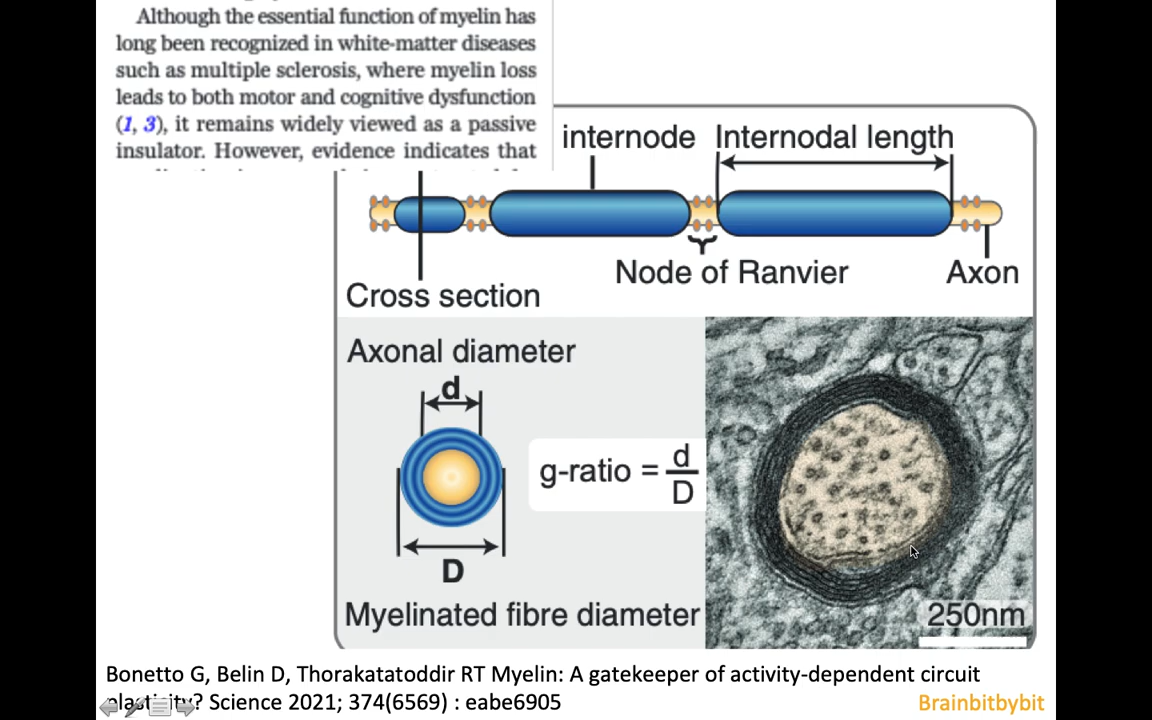 Although the essential function of myelin has
long been recognized in white-matter diseases
such as multiple sclerosis, where myelin loss
leads to both motor and cognitive dysfunction
(1, 3), it remains widely viewed as a passive
insulator. However, evidence indicates that
internode
Internodal length
Node of Ranvier
Axon
Cross section
Axonal diameter
d
g-ratio = d
D
D
Myelinated fibre diameter
250nm
Bonetto G, Belin D, Thorakatatoddir RT Myelin: A gatekeeper of activity-dependent circuit
plasticity? Science 2021; 374(6569) : eabe6905
Brainbitbybit